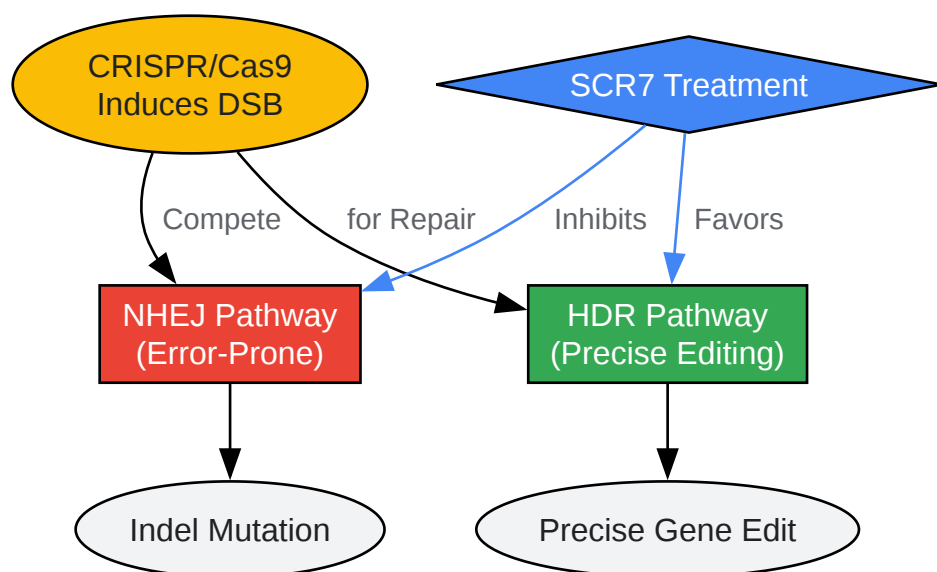 CRISPR/Cas9
Induces DSB
SCR7 Treatment
Compete
for Repair
Inhibits
Favors
NHEJ Pathway
(Error-Prone)
HDR Pathway
(Precise Editing)
Indel Mutation
Precise Gene Edit